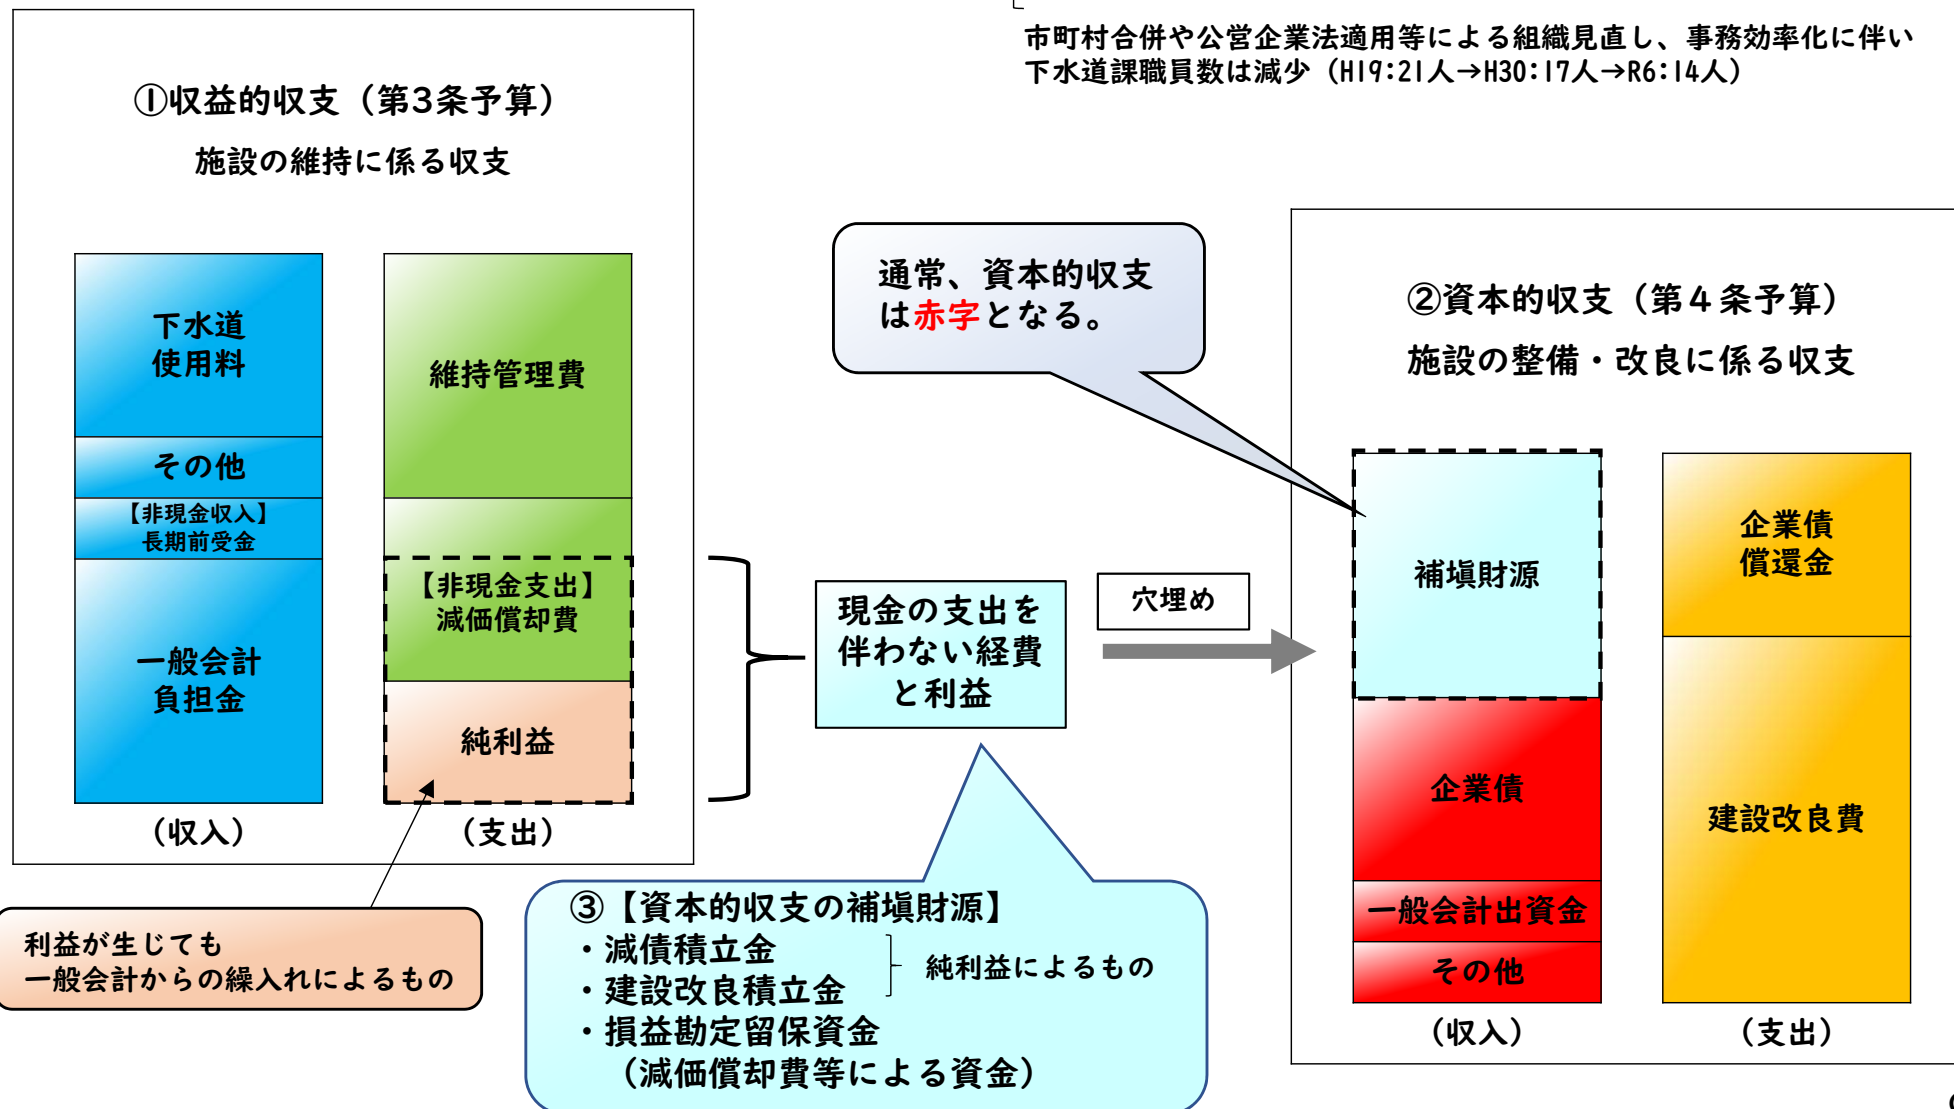 市町村合併や公営企業法適用等による組織見直し、事務効率化に伴い
下水道課職員数は減少（H19:21人→H30:17人→R6:14人）
①収益的収支（第3条予算）
施設の維持に係る収支
下水道
使用料
その他
【非現金収入】
長期前受金
一般会計
負担金
（収入）
維持管理費
【非現金支出】
減価償却費
純利益
（支出）
利益が生じても
一般会計からの繰入れによるもの
現金の支出を
伴わない経費
と利益
穴埋め
③【資本的収支の補塡財源】
・減債積立金
・建設改良積立金
純利益によるもの
・損益勘定留保資金
（減価償却費等による資金）
通常、資本的収支
は赤字となる。
②資本的収支（第４条予算）
施設の整備・改良に係る収支
補塡財源
企業債
一般会計出資金
その他
（収入）
企業債
償還金
建設改良費
（支出）